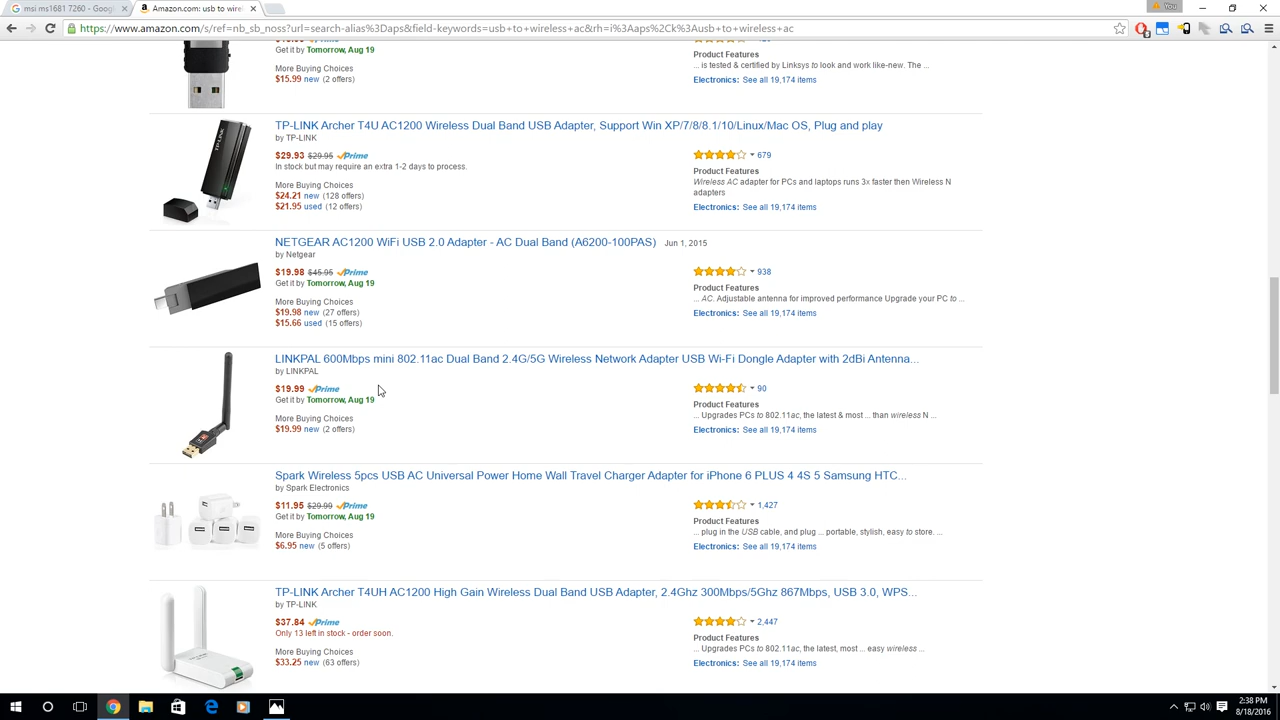 msi ms1681 7260 - Googl
Amazon.com: usb to wirel
You
https://www.amazon.com/s/ref=nb_sb_noss?url=search-alias%3Daps&field-keywords=usb+to+wireless+ac&rh=i%3Aaps%2Ck%3Ausb+to+wireless+ac
Get it by Tomorrow, Aug 19
More Buying Choices
$15.99 new (2 offers)
Product Features
... is tested & certified by Linksys to look and work like-new. The ...
Electronics: See all 19,174 items
TP-LINK Archer T4U AC1200 Wireless Dual Band USB Adapter, Support Win XP/7/8/8.1/10/Linux/Mac OS, Plug and play
by TP-LINK
$29.93 $29.95 Prime
In stock but may require an extra 1-2 days to process.
More Buying Choices
$24.21 new (128 offers)
$21.95 used (12 offers)
679
Product Features
Wireless AC adapter for PCs and laptops runs 3x faster then Wireless N
adapters
Electronics: See all 19,174 items
NETGEAR AC1200 WiFi USB 2.0 Adapter - AC Dual Band (A6200-100PAS) Jun 1, 2015
by Netgear
$19.98 $45.95 Prime
Get it by Tomorrow, Aug 19
More Buying Choices
$19.98 new (27 offers)
$15.66 used (15 offers)
938
Product Features
... AC. Adjustable antenna for improved performance Upgrade your PC to ...
Electronics: See all 19,174 items
LINKPAL 600Mbps mini 802.11ac Dual Band 2.4G/5G Wireless Network Adapter USB Wi-Fi Dongle Adapter with 2dBi Antenna...
by LINKPAL
$19.99 Prime
Get it by Tomorrow, Aug 19
More Buying Choices
$19.99 new (2 offers)
90
Product Features
... Upgrades PCs to 802.11ac, the latest & most ... than wireless N ...
Electronics: See all 19,174 items
Spark Wireless 5pcs USB AC Universal Power Home Wall Travel Charger Adapter for iPhone 6 PLUS 4 4S 5 Samsung HTC...
by Spark Electronics
$11.95 $29.99 Prime
Get it by Tomorrow, Aug 19
More Buying Choices
$6.95 new (5 offers)
1,427
Product Features
... plug in the USB cable, and plug ... portable, stylish, easy to store. ...
Electronics: See all 19,174 items
TP-LINK Archer T4UH AC1200 High Gain Wireless Dual Band USB Adapter, 2.4Ghz 300Mbps/5Ghz 867Mbps, USB 3.0, WPS...
by TP-LINK
$37.84 Prime
Only 13 left in stock - order soon.
More Buying Choices
$33.25 new (63 offers)
2,447
Product Features
... Upgrades PCs to 802.11ac, the latest, most ... easy wireless ...
Electronics: See all 19,174 items
2:38 PM
8/18/2016